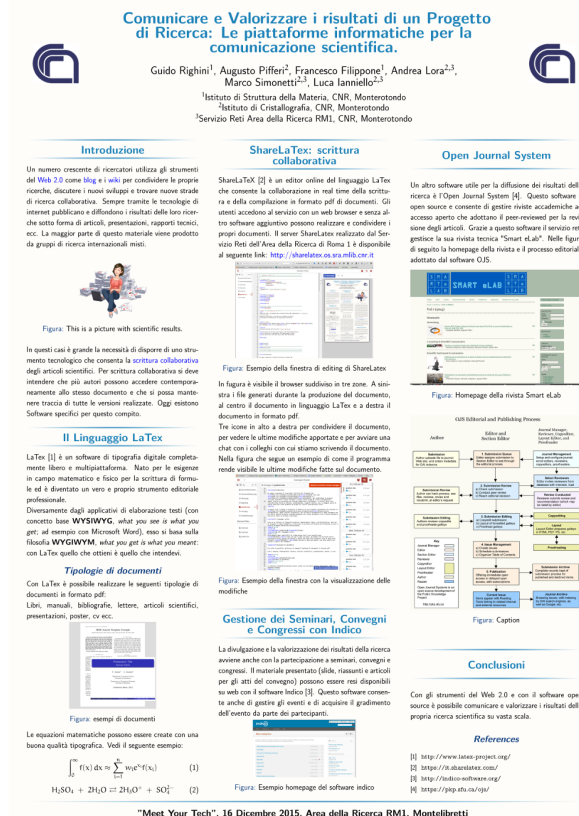 Comunicare e Valorizzare i risultati di un Progetto
di Ricerca: Le piattaforme informatiche per la
comunicazione scientifica.
Guido Righini1, Augusto Pifferi2, Francesco Filippone1, Andrea Lora2,3,
Marco Simonetti2,3, Luca Ianniello2,3
1Istituto di Struttura della Materia, CNR, Monterotondo
2Istituto di Cristallografia, CNR, Monterotondo
3Servizio Reti Area della Ricerca RM1, CNR, Monterotondo
Introduzione
Un numero crescente di ricercatori utilizza gli strumenti
del Web 2.0 come blog e i wiki per condividere le proprie
ricerche, discutere i nuovi sviluppi e trovare nuove strade
di ricerca collaborativa. Sempre tramite le tecnologie di
internet pubblicano e diffondono i risultati delle loro ricer-
che sotto forma di articoli, presentazioni, rapporti tecnici,
ecc. La maggior parte di questo materiale viene prodotto
da gruppi di ricerca internazionali misti.
Figura: This is a picture with scientific results.
In questi casi è grande la necessità di disporre di uno stru-
mento tecnologico che consenta la scrittura collaborativa
degli articoli scientifici. Per scrittura collaborativa si deve
intendere che più autori possono accedere contempora-
neamente allo stesso documento e che si possa mante-
nere traccia di tutte le versioni realizzate. Oggi esistono
Software specifici per questo compito.
Il Linguaggio LaTex
LaTex [1] è un software di tipografia digitale completa-
mente libero e multipiattaforma. Nato per le esigenze
in campo matematico e fisico per la scrittura di formu-
le ed è diventato un vero e proprio strumento editoriale
professionale.
Diversamente dagli applicativi di elaborazione testi (con
concetto base WYSIWYG, what you see is what you
get; ad esempio con Microsoft Word), esso si basa sulla
filosofia WYGIWYM, what you get is what you meant:
con LaTex quello che ottieni è quello che intendevi.
Tipologie di documenti
Con LaTex è possibile realizzare le seguenti tipologie di
documenti in formato pdf:
Libri, manuali, bibliografie, lettere, articoli scientifici,
presentazioni, poster, cv ecc.
Figura: esempi di documenti
Le equazioni matematiche possono essere create con una
buona qualità tipografica. Vedi il seguente esempio:
∫0∞ f(x) dx ≈ ∑i=1n wi e^xi f(xi) (1)
H2SO4 + 2H2O ⇌ 2H3O+ + SO42− (2)
ShareLaTex: scrittura
collaborativa
ShareLaTeX [2] è un editor online del linguaggio LaTex
che consente la collaborazione in real time della scrittu-
ra e della compilazione in formato pdf di documenti. Gli
utenti accedono al servizio con un web browser e senza al-
tro software aggiuntivo possono realizzare e condividere i
propri documenti. Il server ShareLatex realizzato dal Ser-
vizio Reti dell'Area della Ricerca di Roma 1 è disponibile
al seguente link: http://sharelatex.os.sra.mlib.cnr.it
Figura: Esempio della finestra di editing di ShareLatex
In fugura è visibile il browser suddiviso in tre zone. A sini-
stra i file generati durante la produzione del documento,
al centro il documento in linguaggio LaTex e a destra il
documento in formato pdf.
Tre icone in alto a destra per condividere il documento,
per vedere le ultime modifiche apportate e per avviare una
chat con i colleghi con cui stiamo scrivendo il documento.
Nella figura che segue un esempio di come il programma
rende visibile le ultime modifiche fatte sul documento.
Figura: Esempio della finestra con la visualizzazione delle
modifiche
Gestione dei Seminari, Convegni
e Congressi con Indico
La divulgazione e la valorizzazione dei risultati della ricerca
avviene anche con la partecipazione a seminari, convegni e
congressi. Il materiale presentato (slide, riassunti e articoli
per gli atti del convegno) possono essere resi disponibili
su web con il software Indico [3]. Questo software consen-
te anche di gestire gli eventi e di acquisire il gradimento
dell'evento da parte dei partecipanti.
Figura: Esempio homepage del software indico
Open Journal System
Un altro software utile per la diffusione dei risultati dell
ricerca è l'Open Journal System [4]. Questo software
open source e consente di gestire riviste accademiche a
accesso aperto che adottano il peer-reviewed per la revi
sione degli articoli. Grazie a questo software il servizio ret
gestisce la sua rivista tecnica "Smart eLab". Nelle figur
di seguito la homepage della rivista e il processo editorial
adottato dal software OJS.
SMART eLAB
Figura: Homepage della rivista Smart eLab
OJS Editorial and Publishing Process
Author
Editor and
Section Editor
Journal Manager,
Figura: Caption
Conclusioni
Con gli strumenti del Web 2.0 e con il software ope
source è possibile comunicare e valorizzare i risultati dell
propria ricerca scientifica su vasta scala.
References
[1] http://www.latex-project.org/
[2] https://it.sharelatex.com/
[3] http://indico-software.org/
[4] https://pkp.sfu.ca/ojs/
"Meet Your Tech", 16 Dicembre 2015, Area della Ricerca RM1, Montelibretti